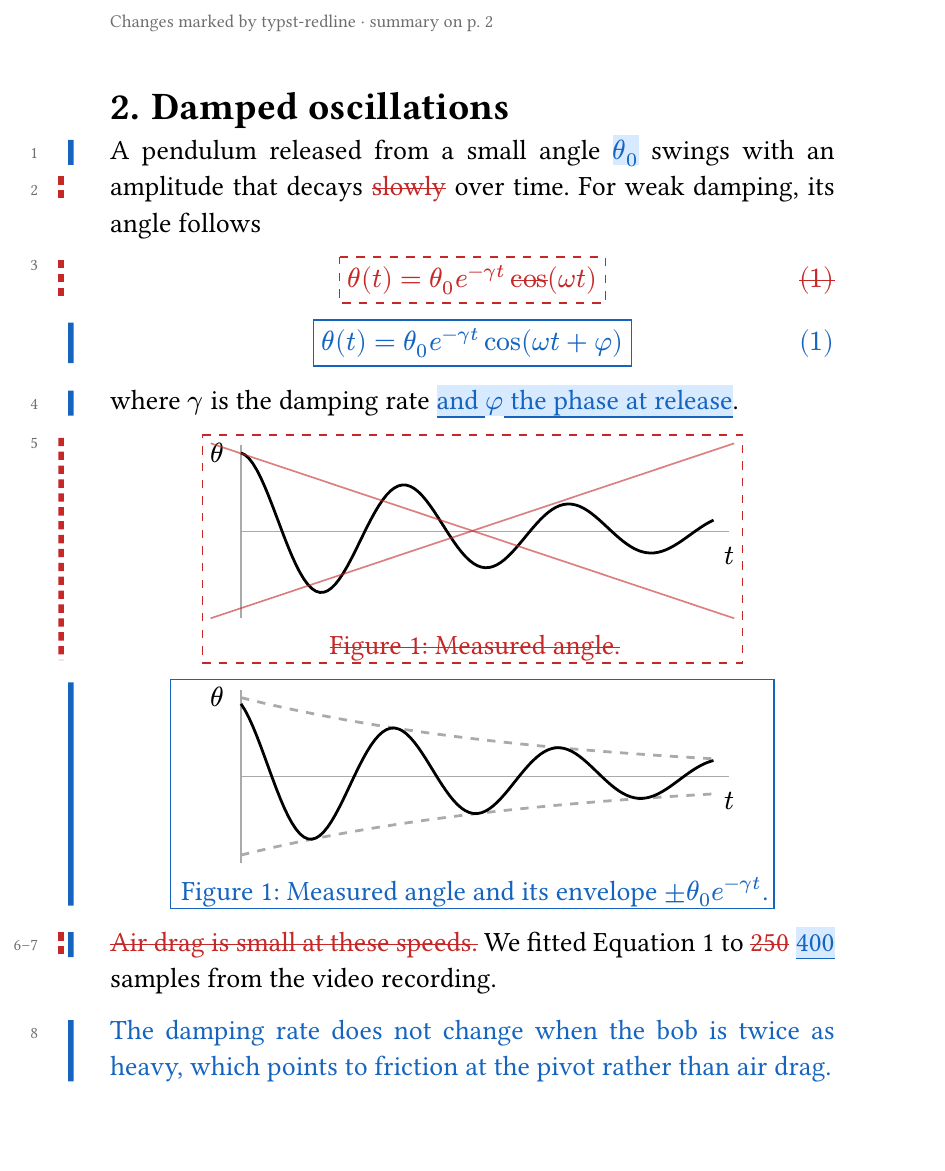 Changes marked by typst-redline · summary on p. 2
2. Damped oscillations
1 A pendulum released from a small angle θ₀ swings with an
2 amplitude that decays slowly over time. For weak damping, its
angle follows
3 θ(t) = θ₀e^{−γt} cos(ωt) (1)
θ(t) = θ₀e^{−γt} cos(ωt + φ) (1)
4 where γ is the damping rate and φ the phase at release.
5
θ
t
Figure 1: Measured angle.
θ
t
Figure 1: Measured angle and its envelope ±θ₀e^{−γt}.
6–7 Air drag is small at these speeds. We fitted Equation 1 to 250 400
samples from the video recording.
8 The damping rate does not change when the bob is twice as
heavy, which points to friction at the pivot rather than air drag.